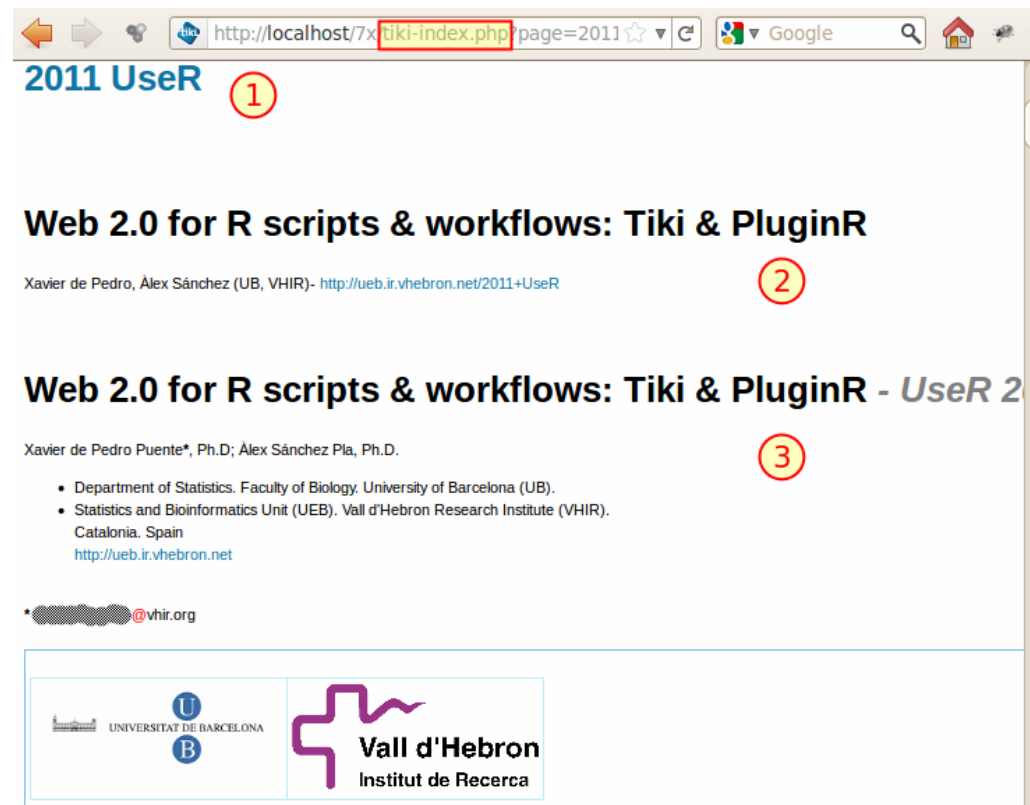 http://localhost/7x/tiki-index.php?page=2011
Google
2011 UseR
1
Web 2.0 for R scripts & workflows: Tiki & PluginR
Xavier de Pedro, Àlex Sánchez (UB, VHIR)- http://ueb.ir.vhebron.net/2011+UseR
2
Web 2.0 for R scripts & workflows: Tiki & PluginR - UseR 2
Xavier de Pedro Puente*, Ph.D; Àlex Sánchez Pla, Ph.D.
3
• Department of Statistics. Faculty of Biology. University of Barcelona (UB).
• Statistics and Bioinformatics Unit (UEB). Vall d'Hebron Research Institute (VHIR).
Catalonia. Spain
http://ueb.ir.vhebron.net
* @vhir.org
U
UNIVERSITAT DE BARCELONA
B
Vall d'Hebron
Institut de Recerca